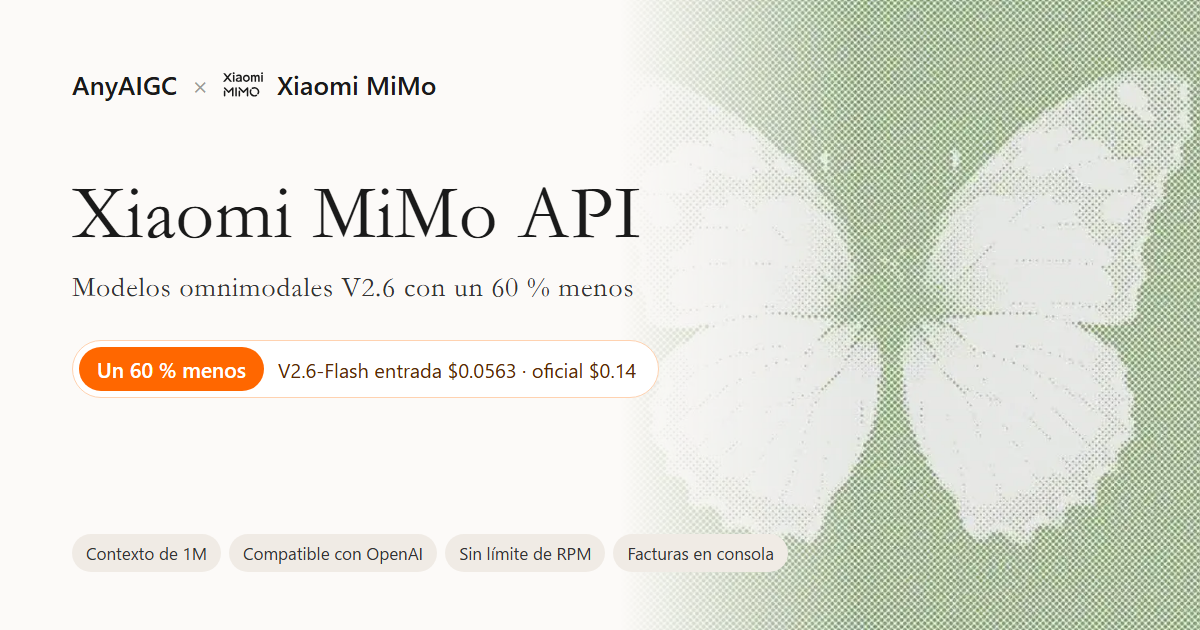 AnyAIGC × Xiaomi MIMO Xiaomi MiMo
Xiaomi MiMo API
Modelos omnimodales V2.6 con un 60 % menos
Un 60 % menos V2.6-Flash entrada $0.0563 · oficial $0.14
Contexto de 1M Compatible con OpenAI Sin límite de RPM Facturas en consola